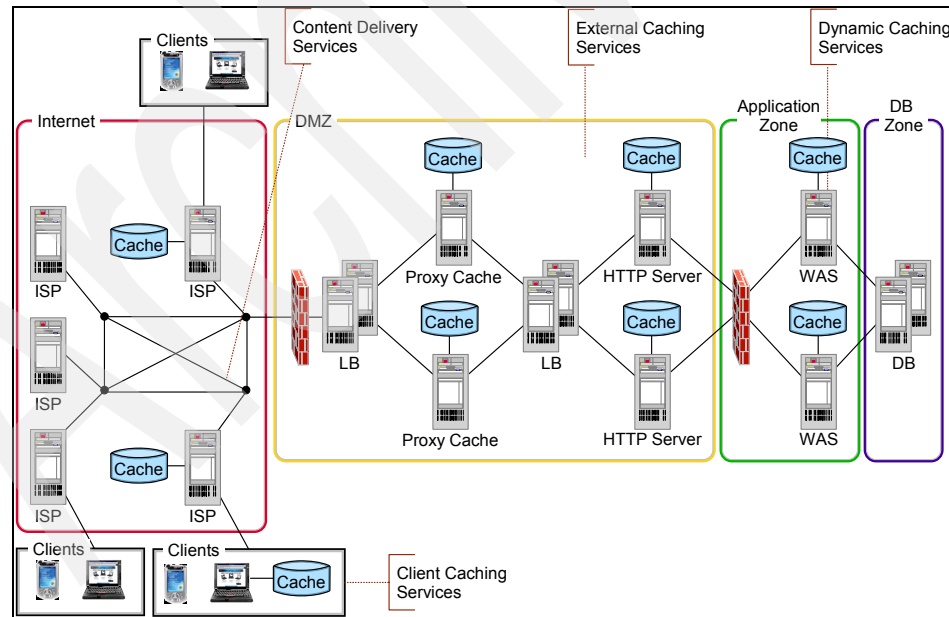 Clients
Content Delivery
Services
External Caching
Services
Dynamic Caching
Services
Internet
DMZ
Application
Zone
DB
Zone
Cache
Cache
Cache
Cache
ISP
ISP
Proxy Cache
HTTP Server
WAS
Cache
Cache
Cache
ISP
LB
LB
DB
Cache
Proxy Cache
HTTP Server
WAS
ISP
ISP
Clients
Clients
Cache
Client Caching
Services